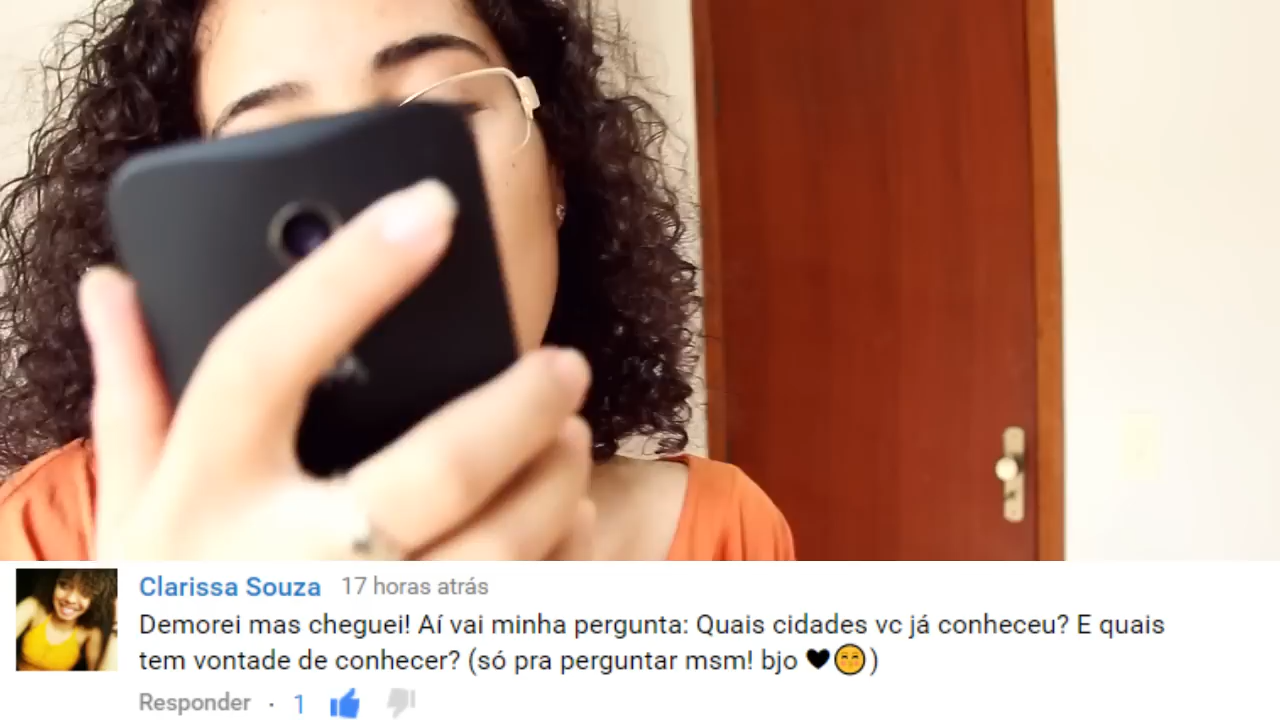 Clarissa Souza 17 horas atrás
Demorei mas cheguei! Aí vai minha pergunta: Quais cidades vc já conheceu? E quais
tem vontade de conhecer? (só pra perguntar msm! bjo 🖤😊)
Responder · 1